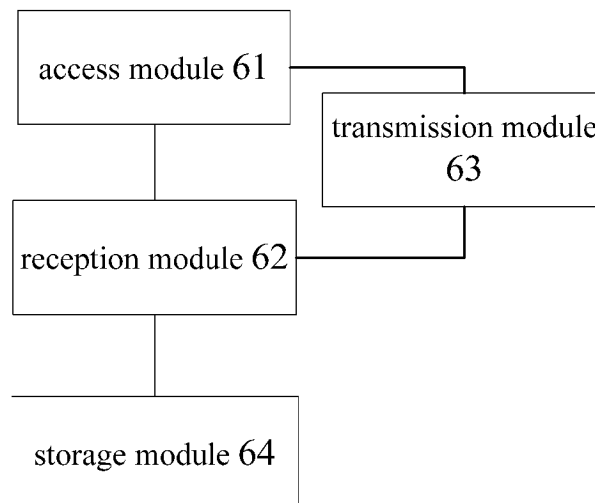 access module 61
transmission module
63
reception module 62
storage module 64